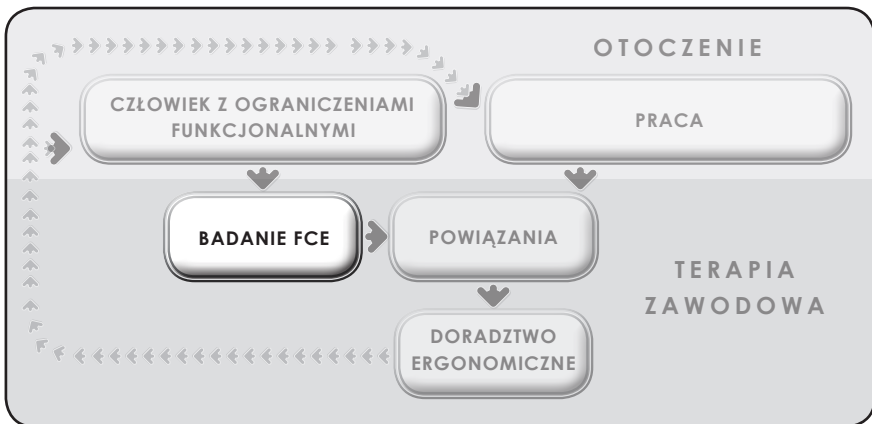 OTOCZENIE
CZŁOWIEK Z OGRANICZENIAMI
FUNKCJONALNYMI
PRACA
BADANIE FCE
POWIĄZANIA
TERAPIA
ZAWODOWA
DORADZTWO
ERGONOMICZNE